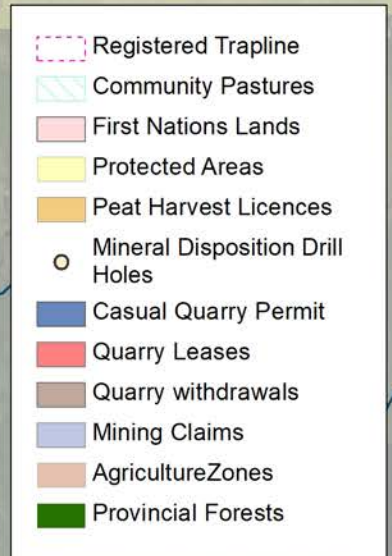 Registered Trapline
Community Pastures
First Nations Lands
Protected Areas
Peat Harvest Licences
Mineral Disposition Drill
Holes
Casual Quarry Permit
Quarry Leases
Quarry withdrawals
Mining Claims
AgricultureZones
Provincial Forests